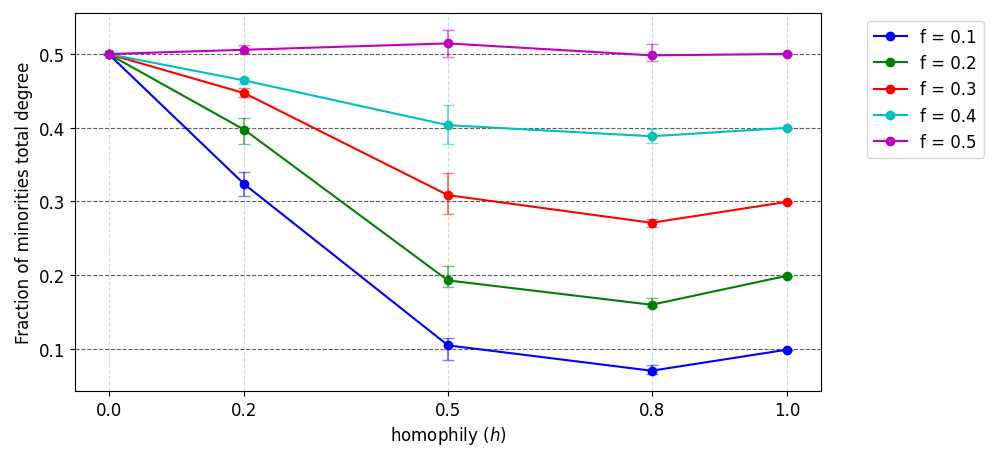 Fraction of minorities total degree
0.5
0.4
0.3
0.2
0.1
0.0 0.2 0.5 0.8 1.0
homophily (h)
f = 0.1
f = 0.2
f = 0.3
f = 0.4
f = 0.5